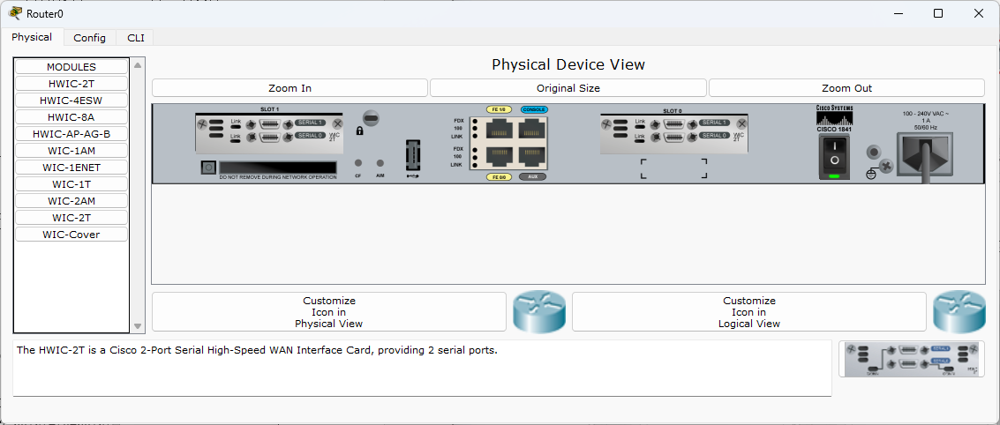 Router0
Physical
Config
CLI
MODULES
HWIC-2T
HWIC-4ESW
HWIC-8A
HWIC-AP-AG-B
WIC-1AM
WIC-1ENET
WIC-1T
WIC-2AM
WIC-2T
WIC-Cover
Physical Device View
Zoom In
Original Size
Zoom Out
SLOT 1
Link
SERIAL 1
Link
SERIAL 0
WIC
2T
DO NOT REMOVE DURING NETWORK OPERATION
CF
AIM
FE 1/0
CONSOLE
FDX
100
LINK
FDX
100
LINK
FE 0/0
AUX
SLOT 0
Link
SERIAL 1
Link
SERIAL 0
WIC
2T
CISCO SYSTEMS
CISCO 1841
I
O
100 - 240V VAC ~
1 A
50/60 Hz
Customize
Icon in
Physical View
Customize
Icon in
Logical View
The HWIC-2T is a Cisco 2-Port Serial High-Speed WAN Interface Card, providing 2 serial ports.